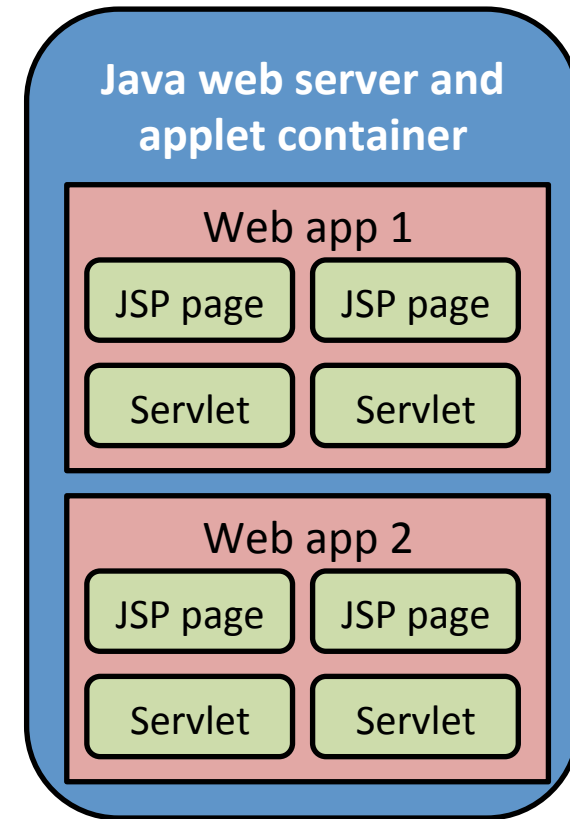 Java web server and
applet container
Web app 1
JSP page JSP page
Servlet Servlet
Web app 2
JSP page JSP page
Servlet Servlet